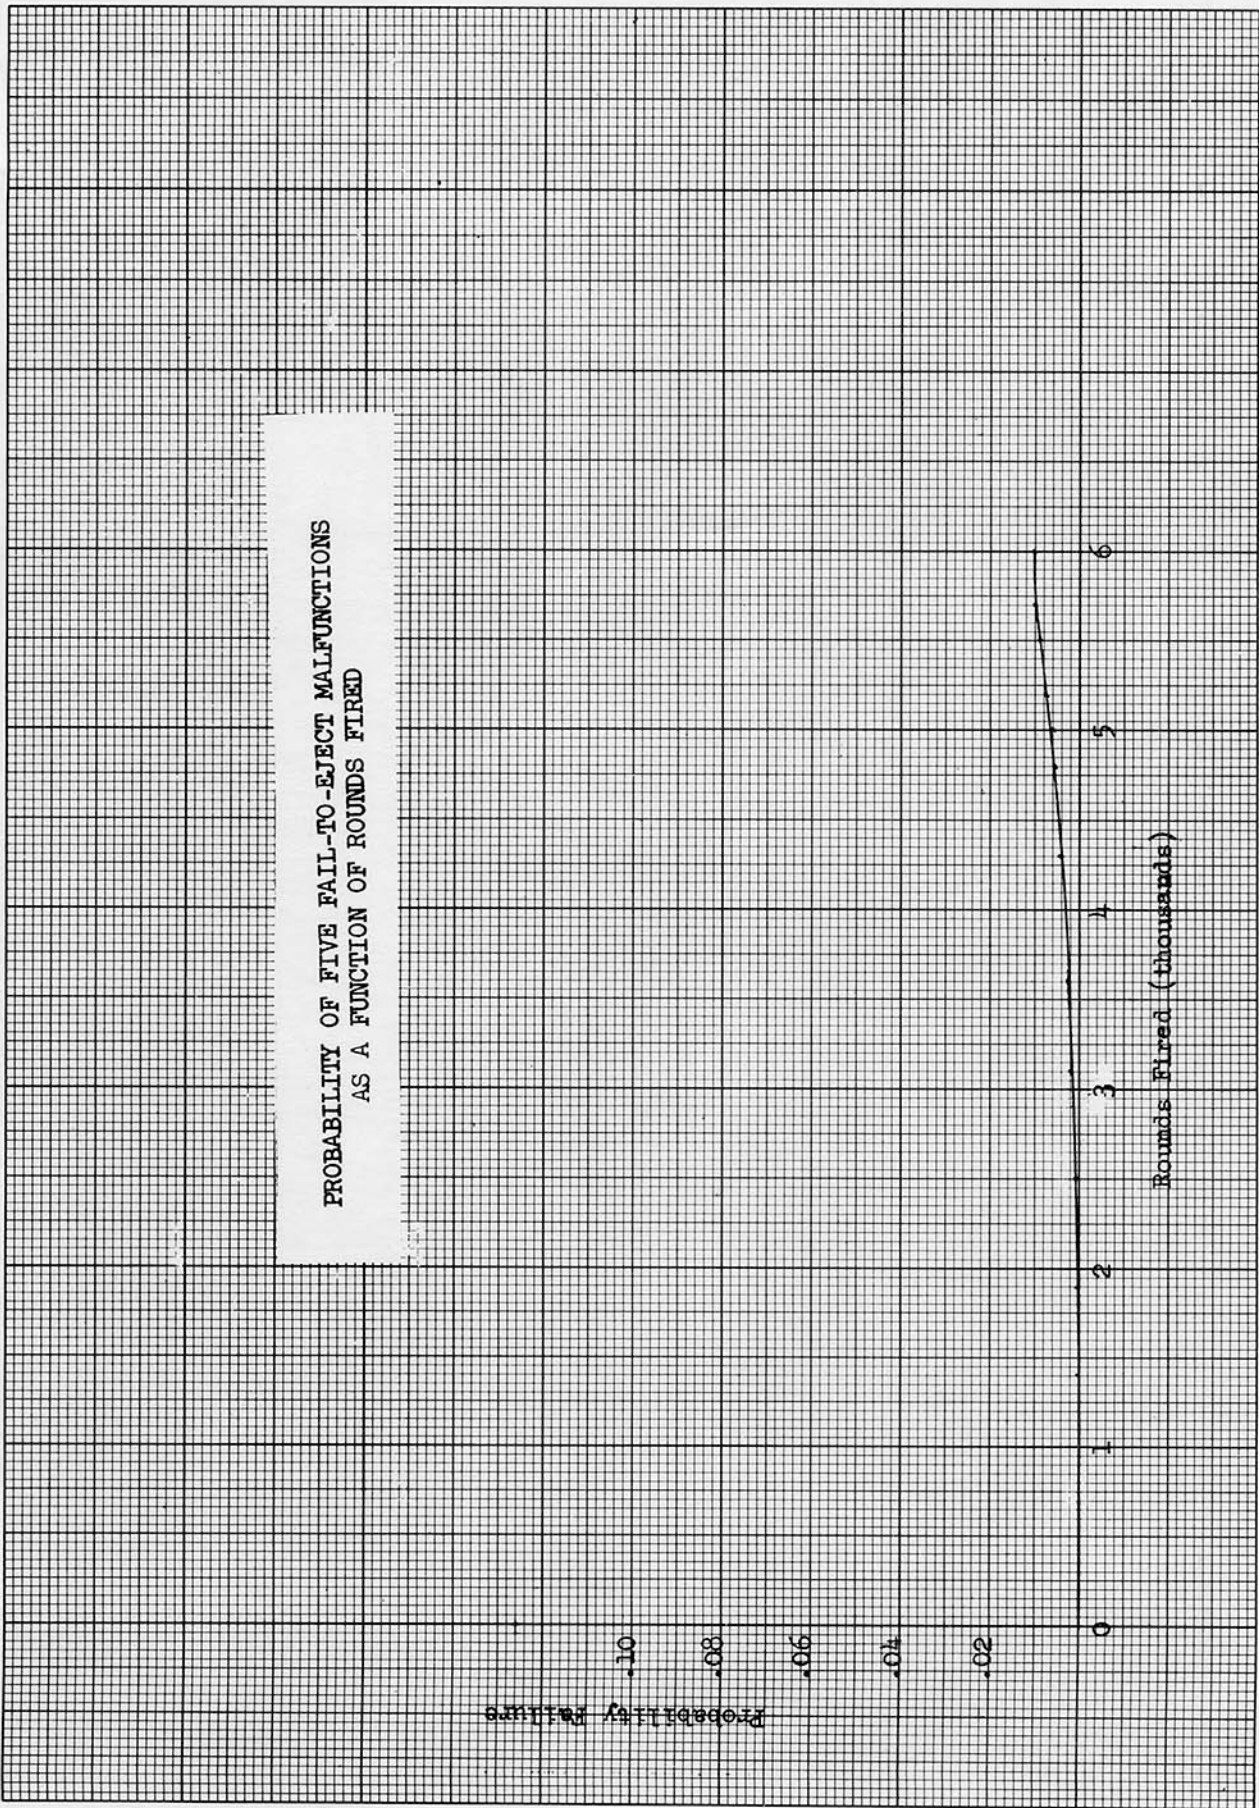 PROBABILITY OF FIVE FAIL-TO-EJECT MALFUNCTIONS
AS A FUNCTION OF ROUNDS FIRED
Probability Failure
.10
.08
.06
.04
.02
0 1 2 3 4 5 6
Rounds Fired (thousands)